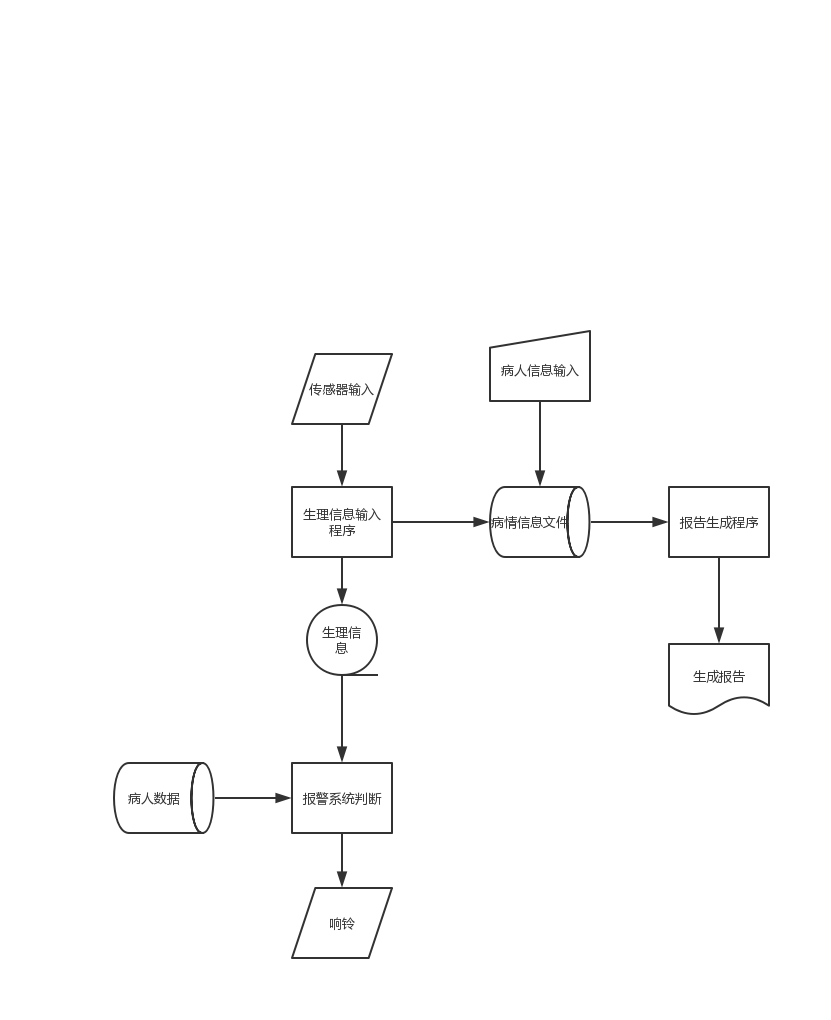 病人信息输入
传感器输入
生理信息输入
程序
病情信息文件
报告生成程序
生理信
息
生成报告
病人数据
报警系统判断
响铃